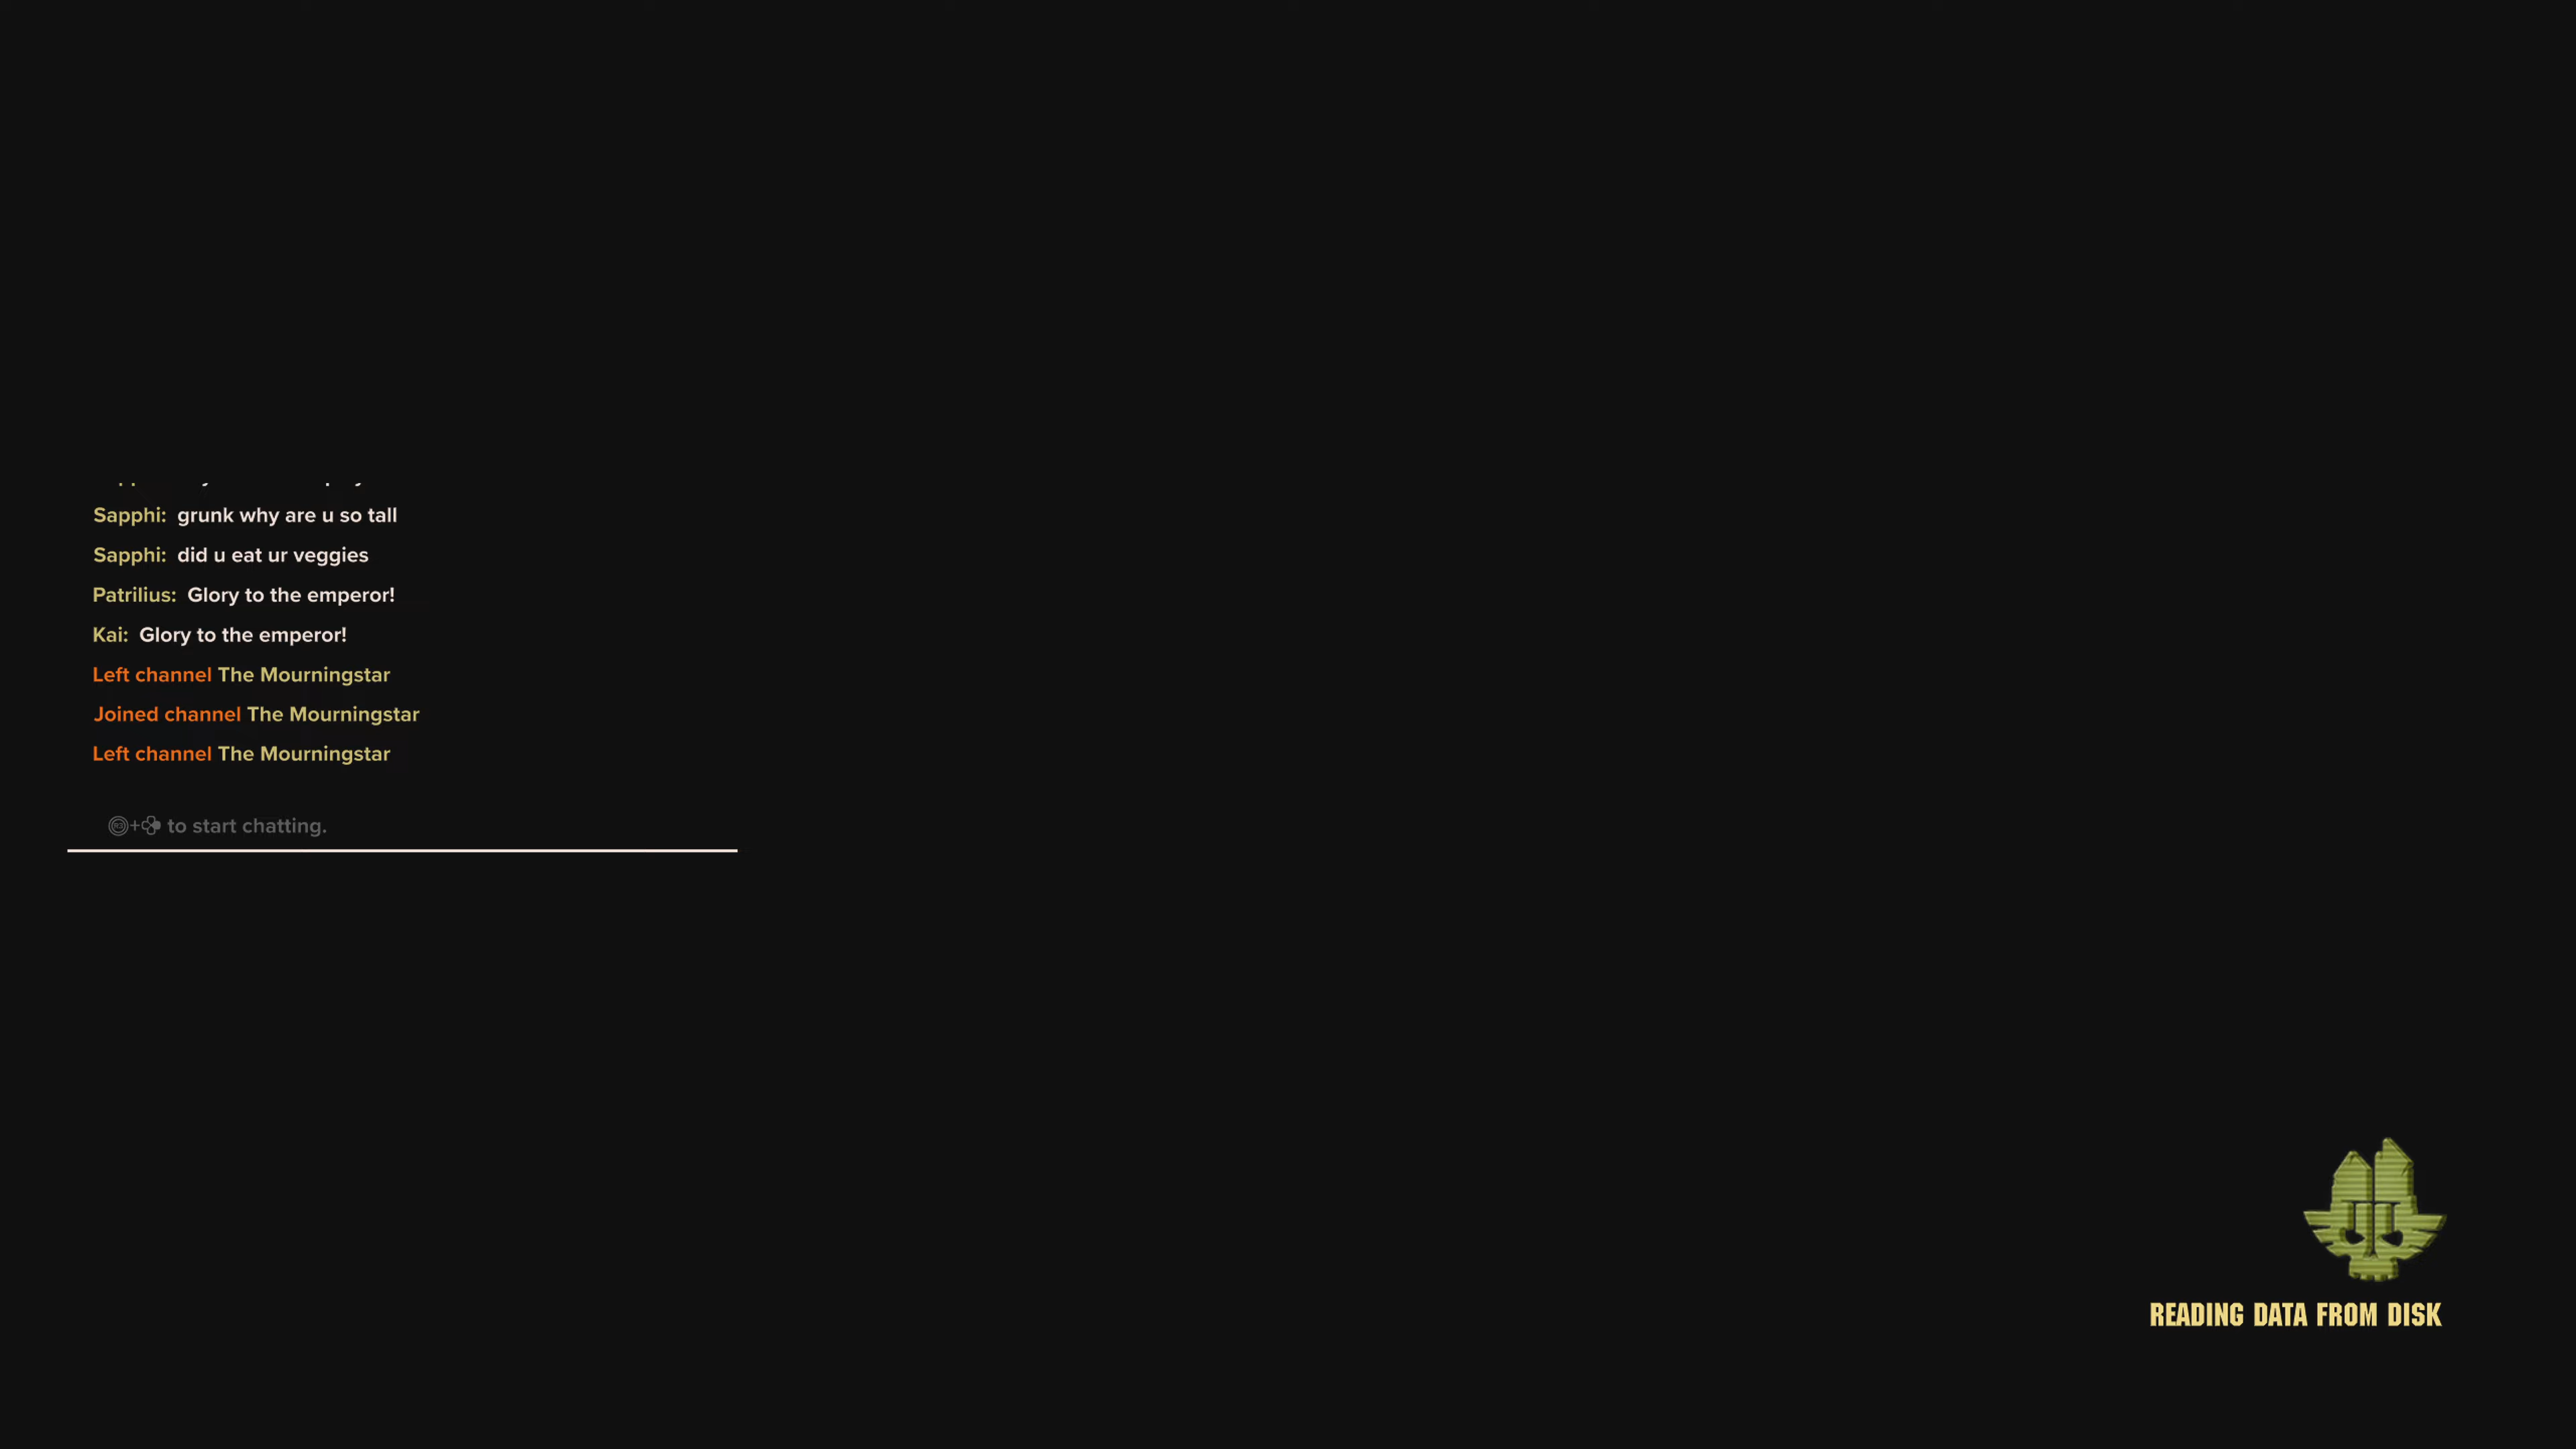 Sapphi: grunk why are u so tall
Sapphi: did u eat ur veggies
Patrilius: Glory to the emperor!
Kai: Glory to the emperor!
Left channel The Mourningstar
Joined channel The Mourningstar
Left channel The Mourningstar
R3+ to start chatting.
READING DATA FROM DISK